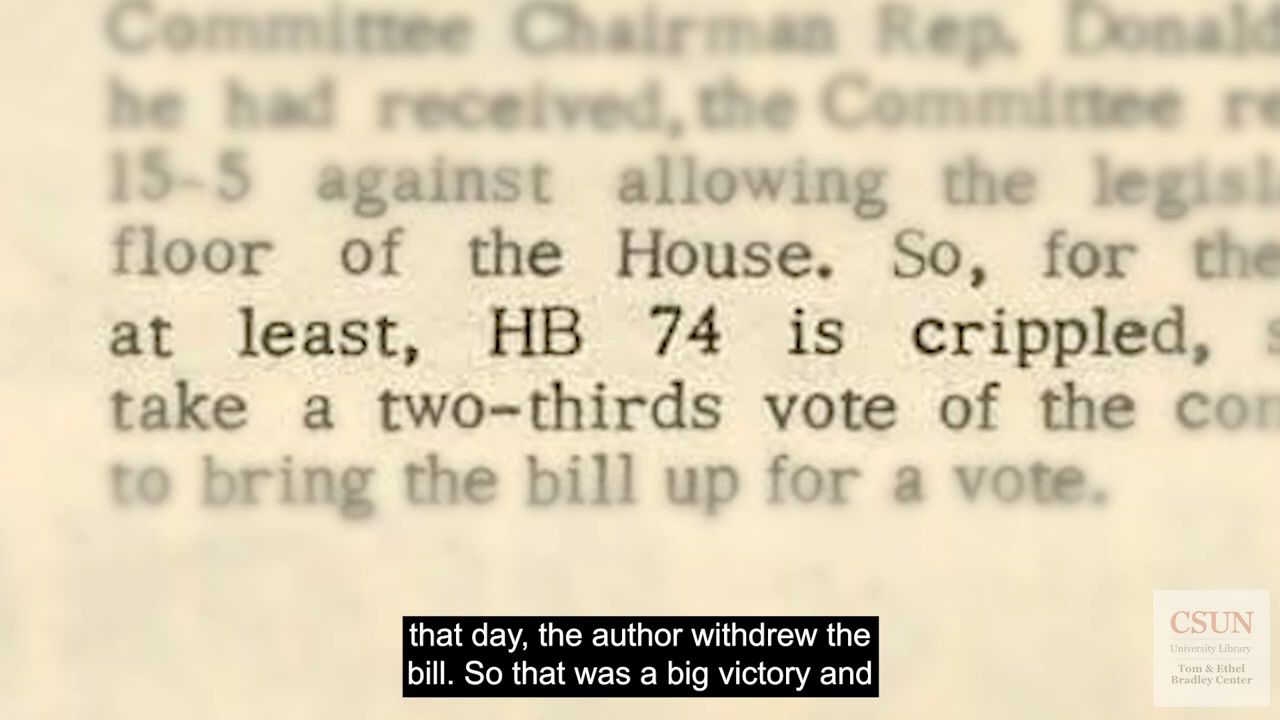 Committee Chairman Rep. Donald
he had received, the Committee re
15-5 against allowing the legisl
floor of the House. So, for the
at least, HB 74 is crippled, s
take a two-thirds vote of the con
to bring the bill up for a vote.
that day, the author withdrew the
bill. So that was a big victory and
CSUN
University Library
Tom & Ethel
Bradley Center